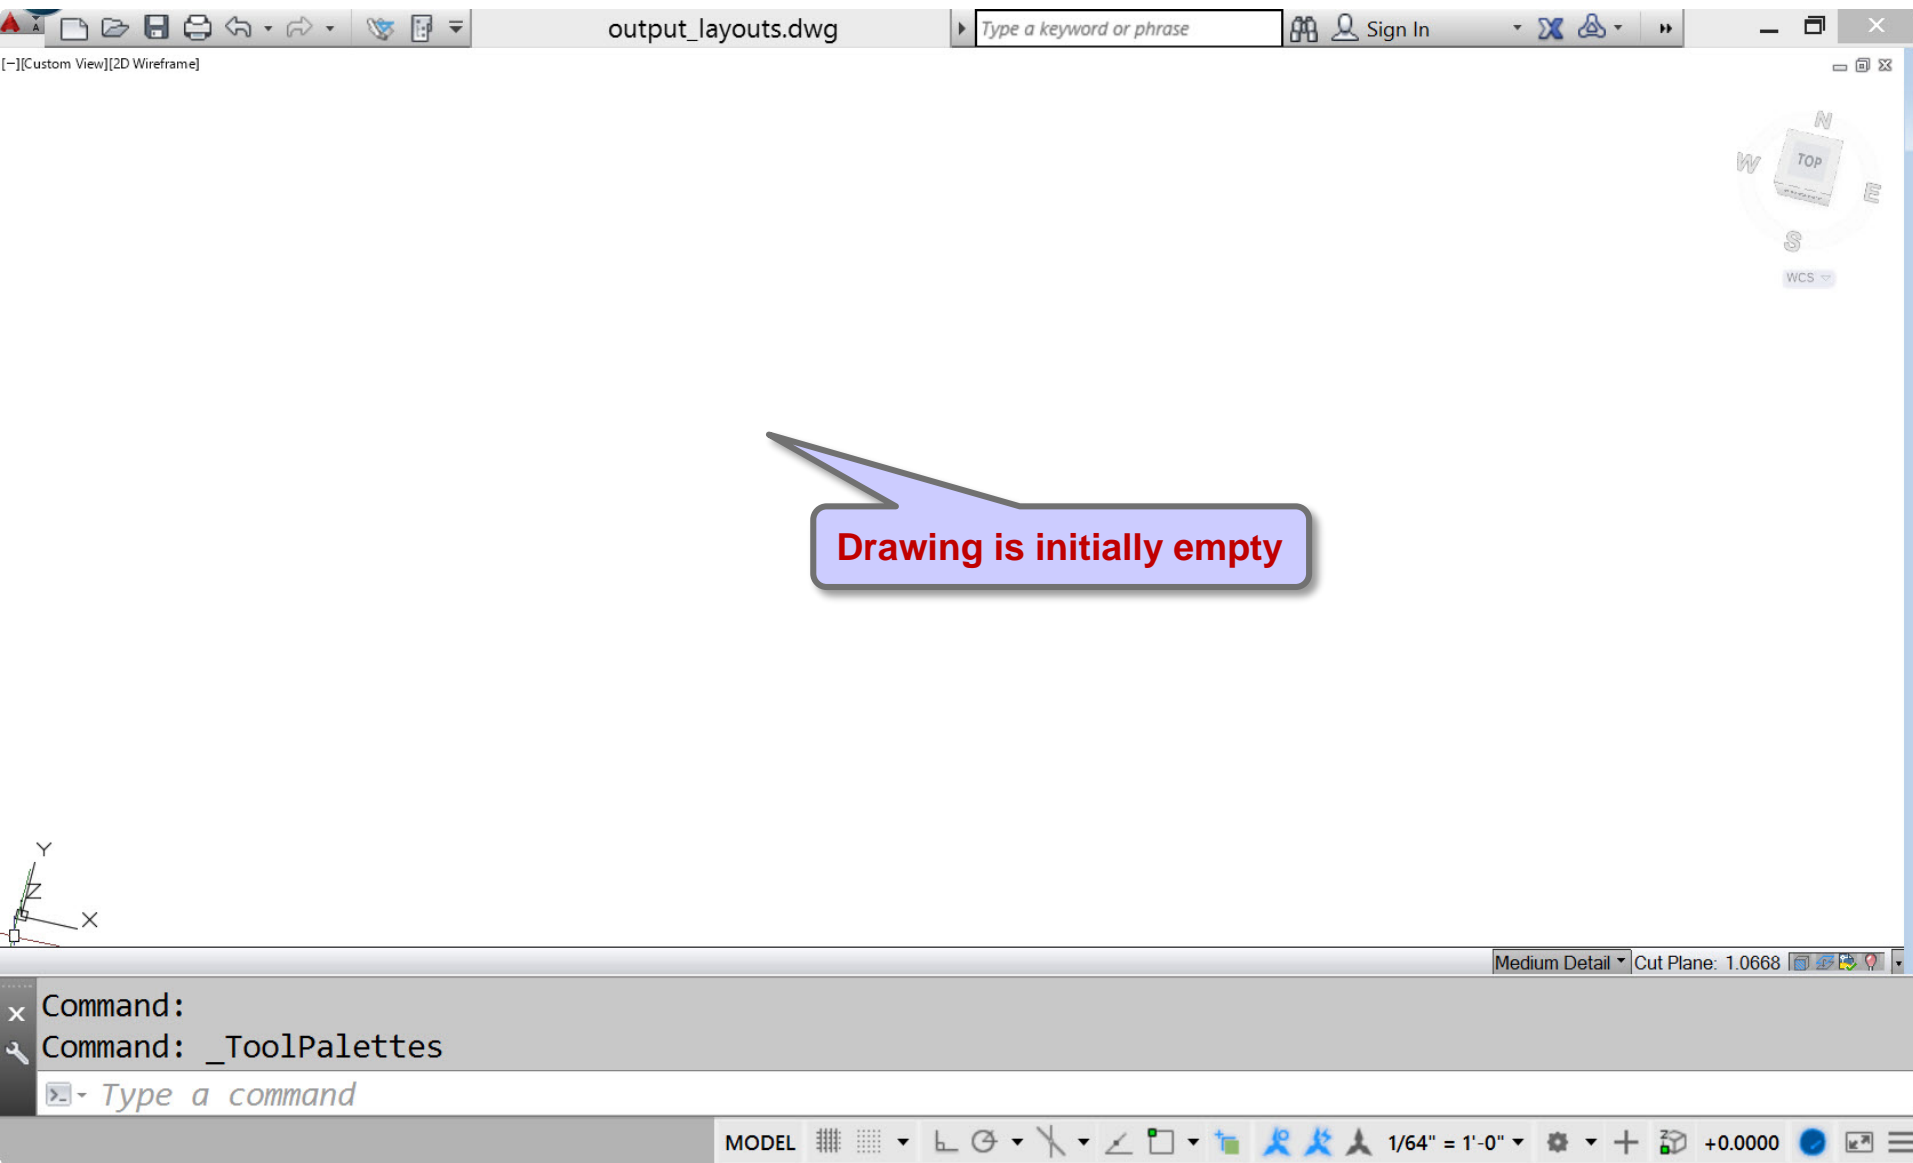 output_layouts.dwg
Type a keyword or phrase
Sign In
[−][Custom View][2D Wireframe]
N
W
TOP
E
S
WCS
Drawing is initially empty
Y
Z
X
Medium Detail
Cut Plane: 1.0668
Command:
Command: _ToolPalettes
Type a command
MODEL
1/64" = 1'-0"
+0.0000